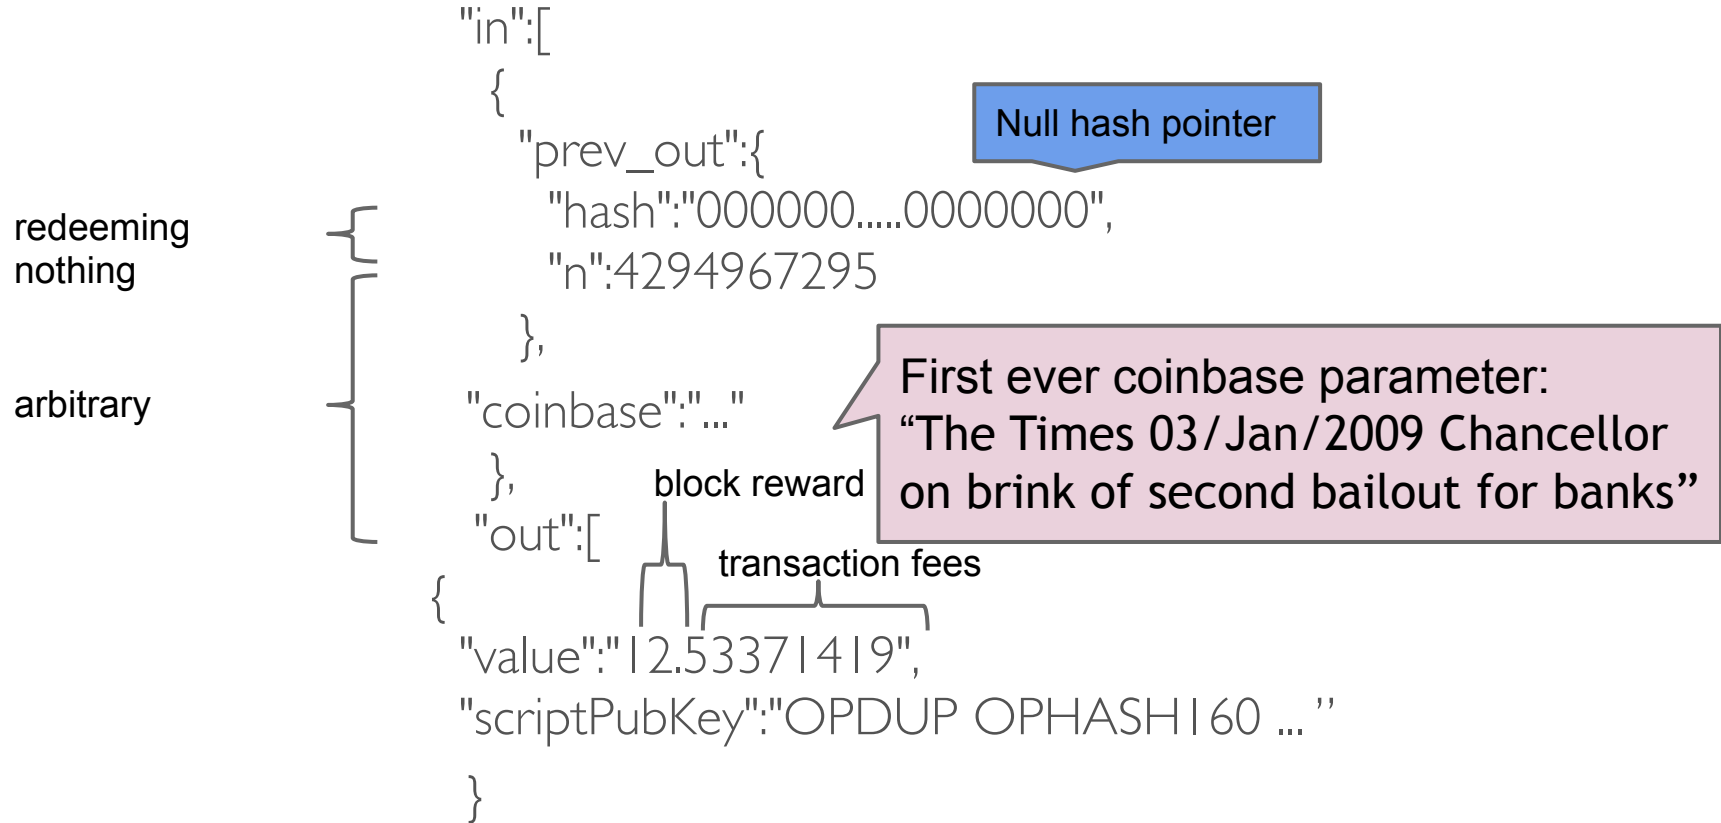 "in":[
{
Null hash pointer
"prev_out":{
"hash":"000000.....0000000",
redeeming
nothing
"n":4294967295
},
First ever coinbase parameter:
“The Times 03/Jan/2009 Chancellor
on brink of second bailout for banks”
arbitrary
"coinbase":"..."
},
block reward
"out":[
transaction fees
{
"value":"12.53371419",
"scriptPubKey":"OPDUP OPHASH160 ... ’’
}